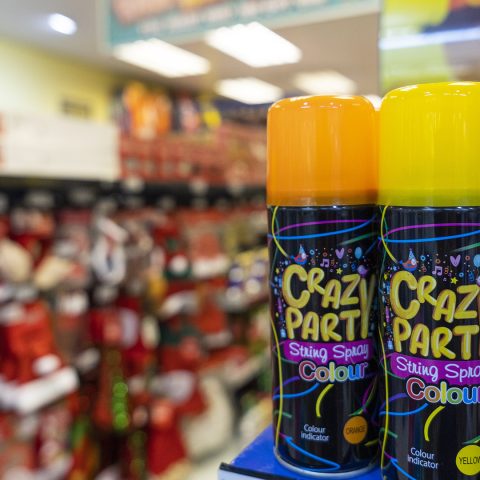 CRAZY
PARTY
String Spray
Colour
Colour
indicator
ORANGE
CRAZY
PARTY
String Spray
Colour
Colour
indicator
YELLOW